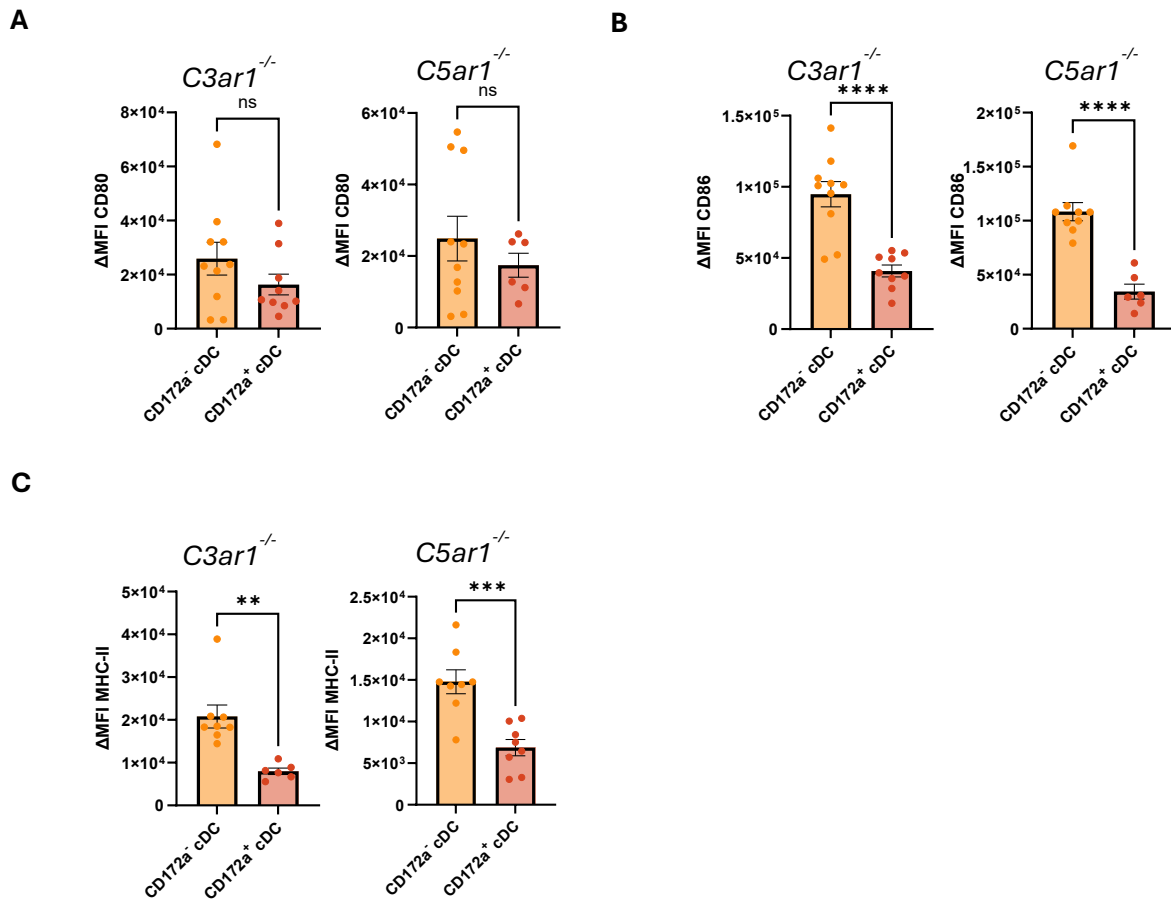 A
C3ar1-/-
ns
ΔMFI CD80
8×10⁴
6×10⁴
4×10⁴
2×10⁴
0
CD172a⁻ cDC
CD172a⁺ cDC
C5ar1-/-
ns
ΔMFI CD80
6×10⁴
4×10⁴
2×10⁴
0
CD172a⁻ cDC
CD172a⁺ cDC
B
C3ar1-/-
****
ΔMFI CD86
1.5×10⁵
1×10⁵
5×10⁴
0
CD172a⁻ cDC
CD172a⁺ cDC
C5ar1-/-
****
ΔMFI CD86
2×10⁵
1.5×10⁵
1×10⁵
5×10⁴
0
CD172a⁻ cDC
CD172a⁺ cDC
C
C3ar1-/-
**
ΔMFI MHC-II
5×10⁴
4×10⁴
3×10⁴
2×10⁴
1×10⁴
0
CD172a⁻ cDC
CD172a⁺ cDC
C5ar1-/-
***
ΔMFI MHC-II
2.5×10⁴
2×10⁴
1.5×10⁴
1×10⁴
5×10³
0
CD172a⁻ cDC
CD172a⁺ cDC